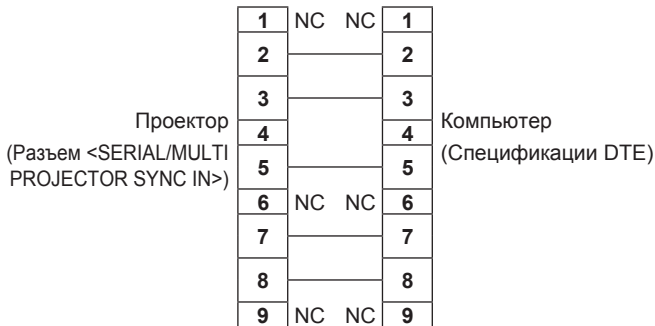 1 NC NC 1
2 2
3 3
Проектор
(Разъем <SERIAL/MULTI
PROJECTOR SYNC IN>)
4 4
Компьютер
(Спецификации DTE)
5 5
6 NC NC 6
7 7
8 8
9 NC NC 9